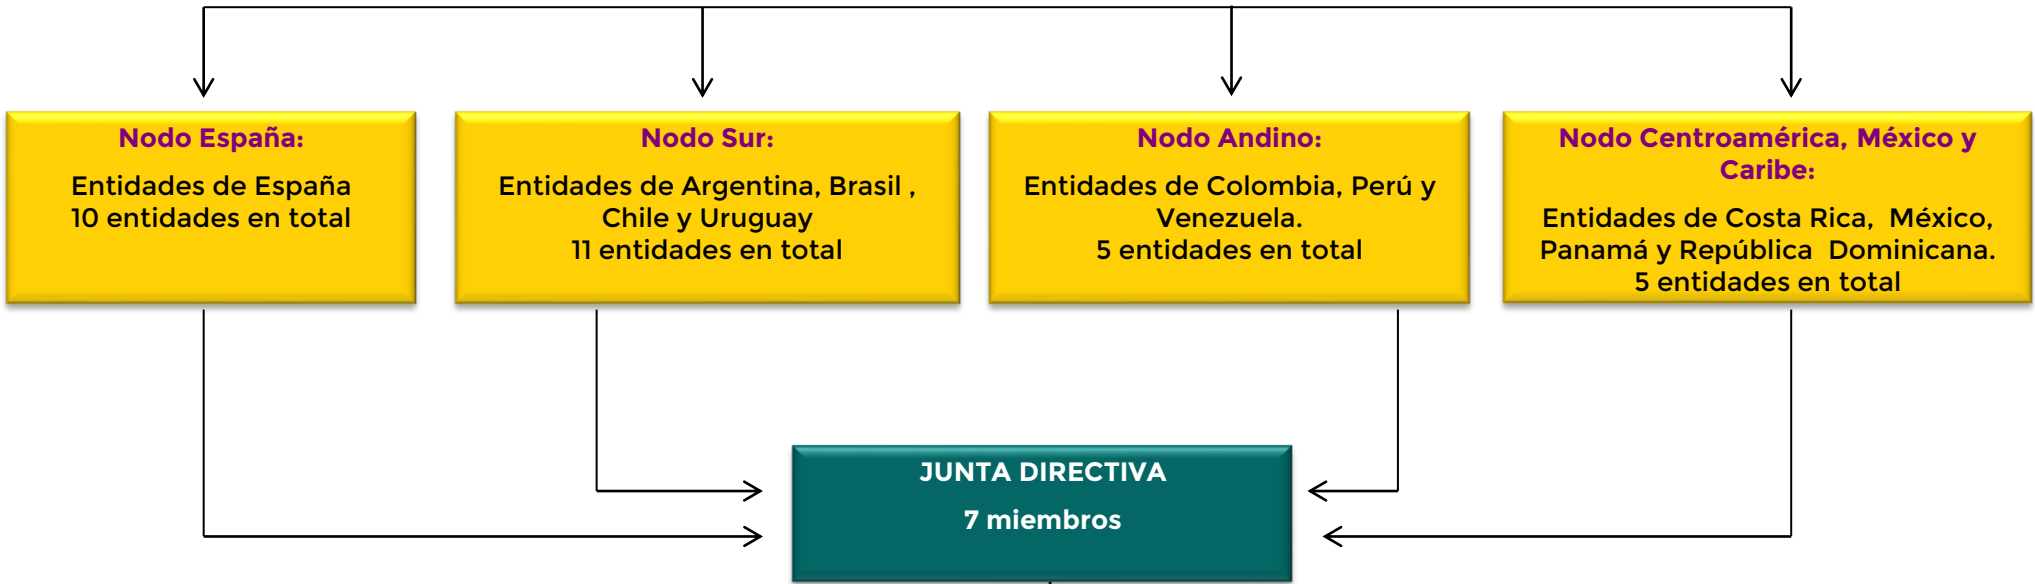 Nodo España:
Entidades de España
10 entidades en total
Nodo Sur:
Entidades de Argentina, Brasil ,
Chile y Uruguay
11 entidades en total
Nodo Andino:
Entidades de Colombia, Perú y
Venezuela.
5 entidades en total
Nodo Centroamérica, México y
Caribe:
Entidades de Costa Rica,  México,
Panamá y República  Dominicana.
5 entidades en total
JUNTA DIRECTIVA
7 miembros